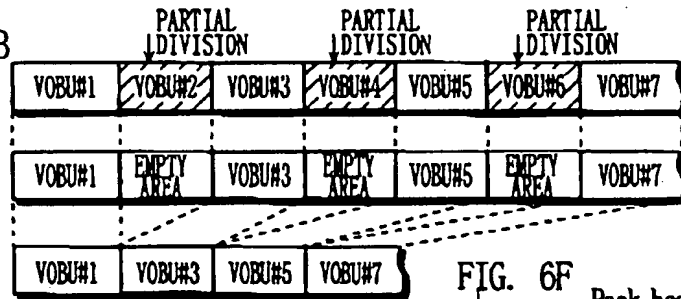 PARTIAL DIVISION PARTIAL DIVISION PARTIAL DIVISION
B
VOBU#1 VOBU#2 VOBU#3 VOBU#4 VOBU#5 VOBU#6 VOBU#7
VOBU#1 EMPTY AREA VOBU#3 EMPTY AREA VOBU#5 EMPTY AREA VOBU#7
VOBU#1 VOBU#3 VOBU#5 VOBU#7
FIG. 6F